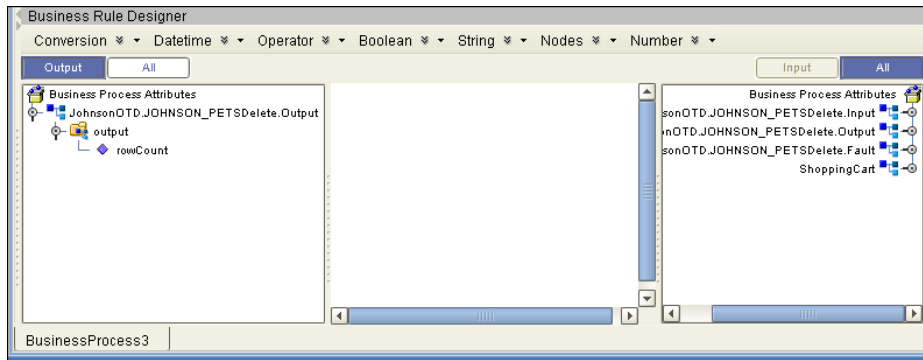 Business Rule Designer
Conversion Datetime Operator Boolean String Nodes Number
Output All Input All
Business Process Attributes
JohnsonOTD.JOHNSON_PETSDelete.Output
output
rowCount
Business Process Attributes
sonOTD.JOHNSON_PETSDelete.Input
nOTD.JOHNSON_PETSDelete.Output
sonOTD.JOHNSON_PETSDelete.Fault
ShoppingCart
BusinessProcess3